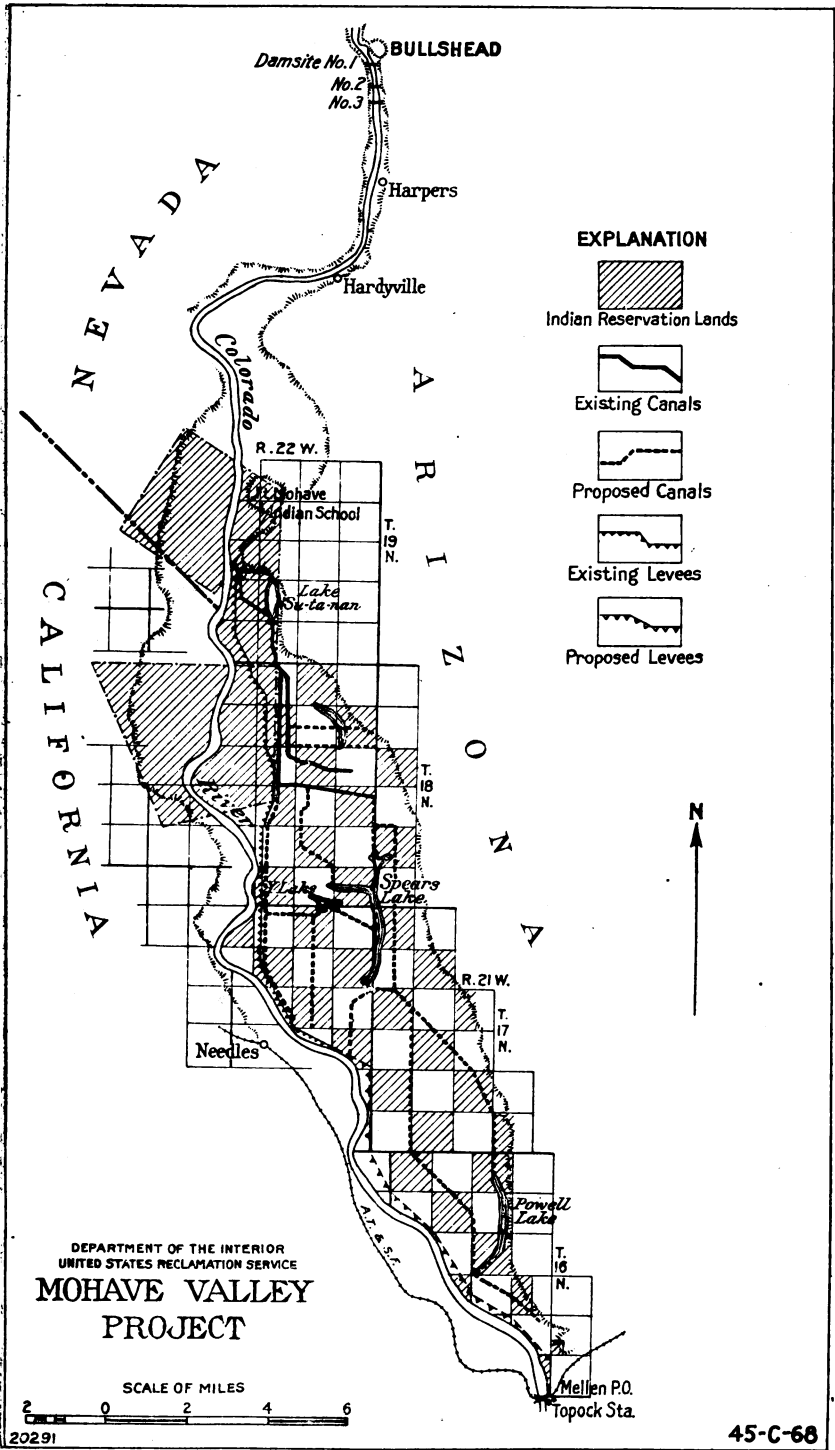 BULLSHEAD
Damsite No.1
No.2
No.3
Harpers
Hardyville
NEVADA
ARIZONA
CALIFORNIA
Colorado
River
EXPLANATION
Indian Reservation Lands
Existing Canals
Proposed Canals
Existing Levees
Proposed Levees
R. 22 W.
Ft. Mohave
Indian School
T.
19
N.
Lake
Su-ta-nan
T.
18
N.
Y Lake
Spears
Lake
R. 21 W.
T.
17
N.
N
Needles
A.T. & S.F.
Powell
Lake
T.
16
N.
Mellen P.O.
Topock Sta.
DEPARTMENT OF THE INTERIOR
UNITED STATES RECLAMATION SERVICE
MOHAVE VALLEY
PROJECT
SCALE OF MILES
2 0 2 4 6
20291
45-C-68